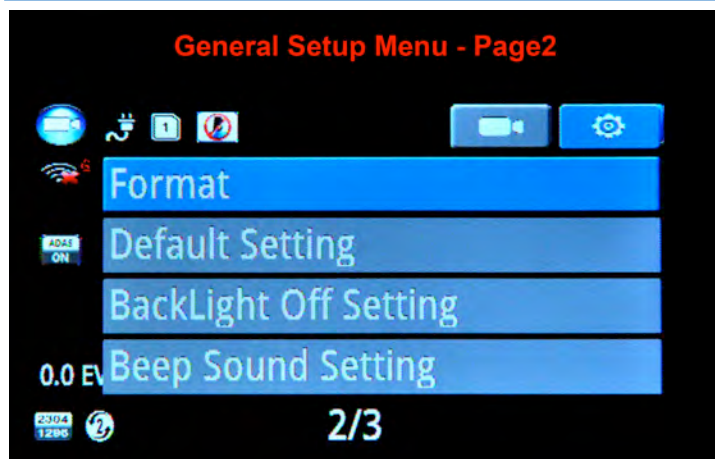 General Setup Menu - Page2
1
G
Format
ADAS
ON
Default Setting
BackLight Off Setting
0.0 EV
Beep Sound Setting
2304
1296
2
2/3